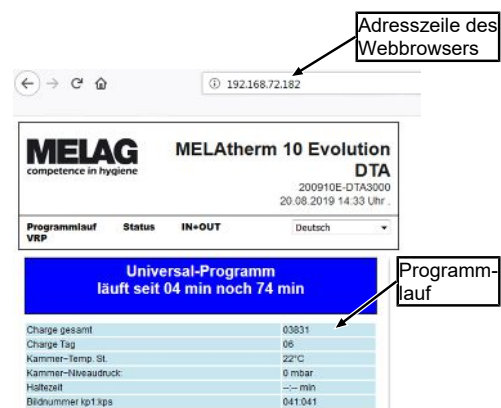 Adresszeile des
Webbrowsers
192.168.72.182
MELAG
competence in hygiene
MELAtherm 10 Evolution
DTA
200910E-DTA3000
20.08.2019 14:33 Uhr .
Programmlauf Status IN+OUT Deutsch
VRP
Universal-Programm
läuft seit 04 min noch 74 min
Programm-
lauf
Charge gesamt 03831
Charge Tag 06
Kammer-Temp. St. 22°C
Kammer-Niveaudruck: 0 mbar
Haltezeit --:-- min
Bildnummer kp1:kps 041:041